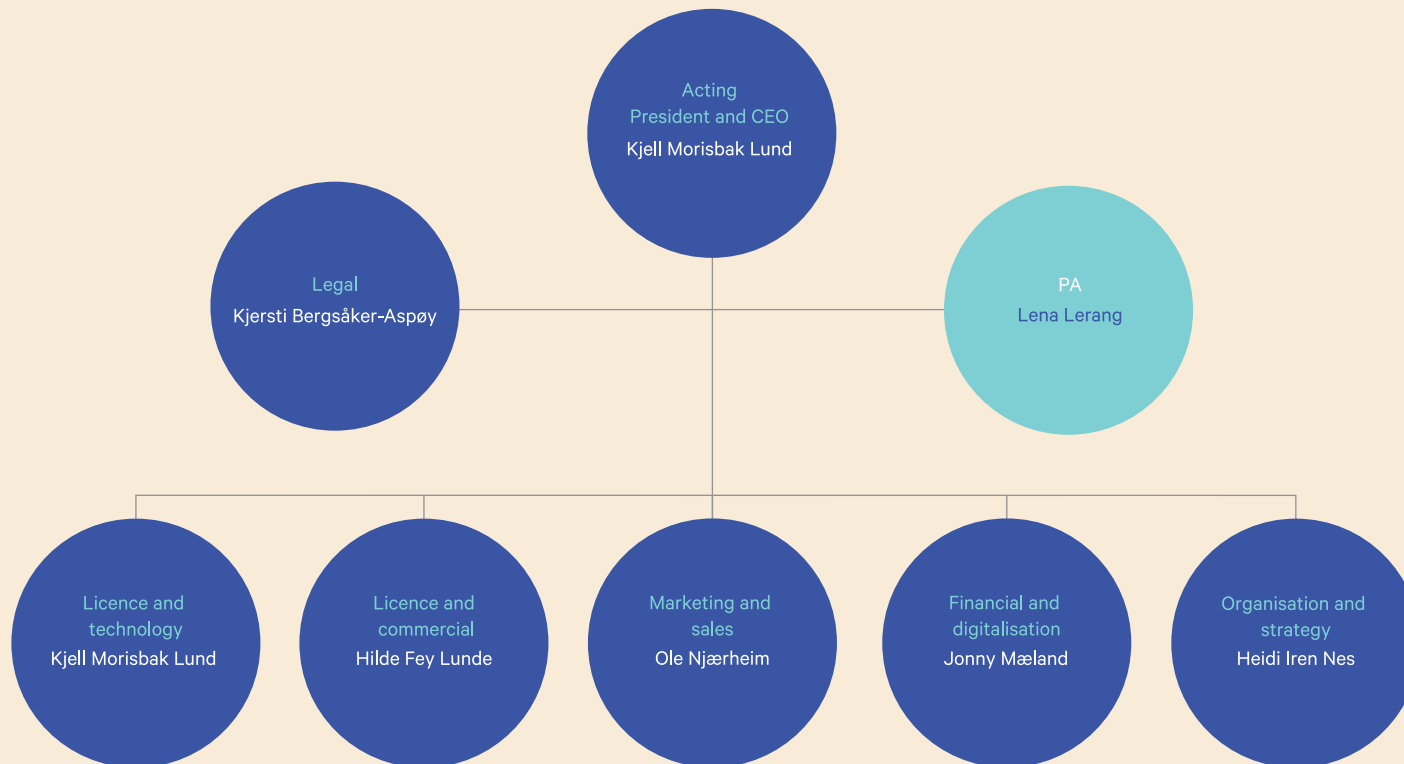 Acting
President and CEO
Kjell Morisbak Lund
Legal
Kjersti Bergsåker-Aspøy
PA
Lena Lerang
Licence and
technology
Kjell Morisbak Lund
Licence and
commercial
Hilde Fey Lunde
Marketing and
sales
Ole Njærheim
Financial and
digitalisation
Jonny Mæland
Organisation and
strategy
Heidi Iren Nes